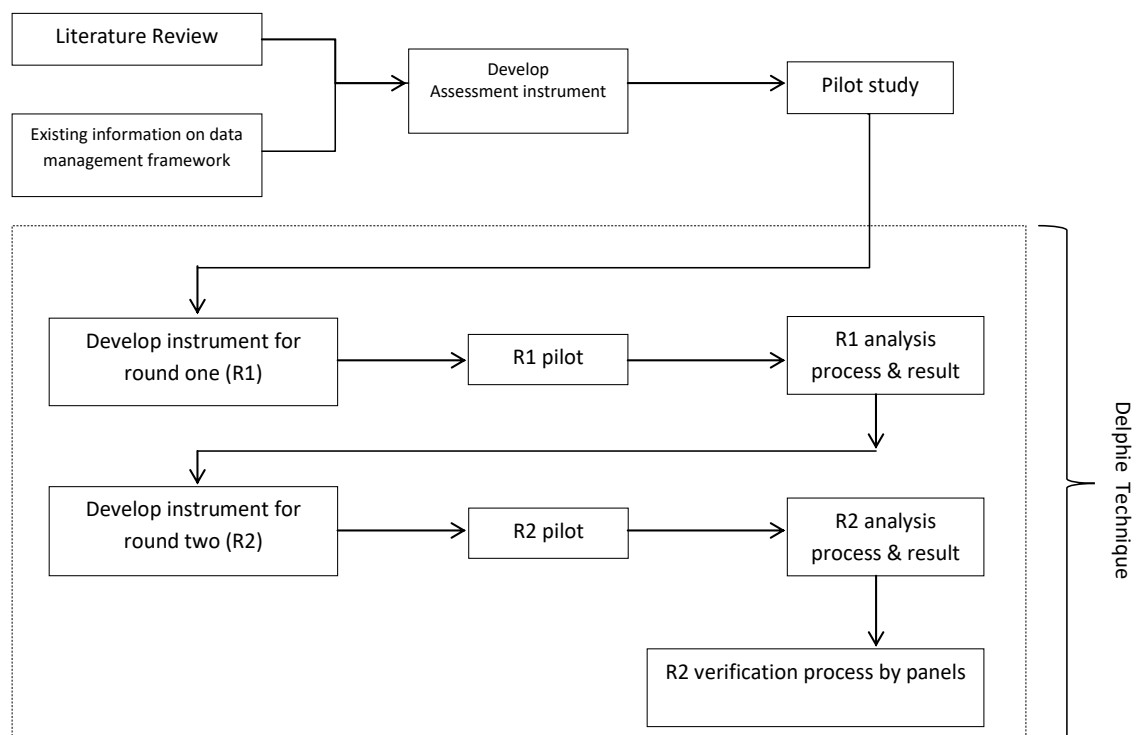 Literature Review
Develop
Assessment instrument
Pilot study
Existing information on data
management framework
Develop instrument for
round one (R1)
R1 pilot
R1 analysis
process & result
Develop instrument for
round two (R2)
R2 pilot
R2 analysis
process & result
R2 verification process by panels
Delphie Technique